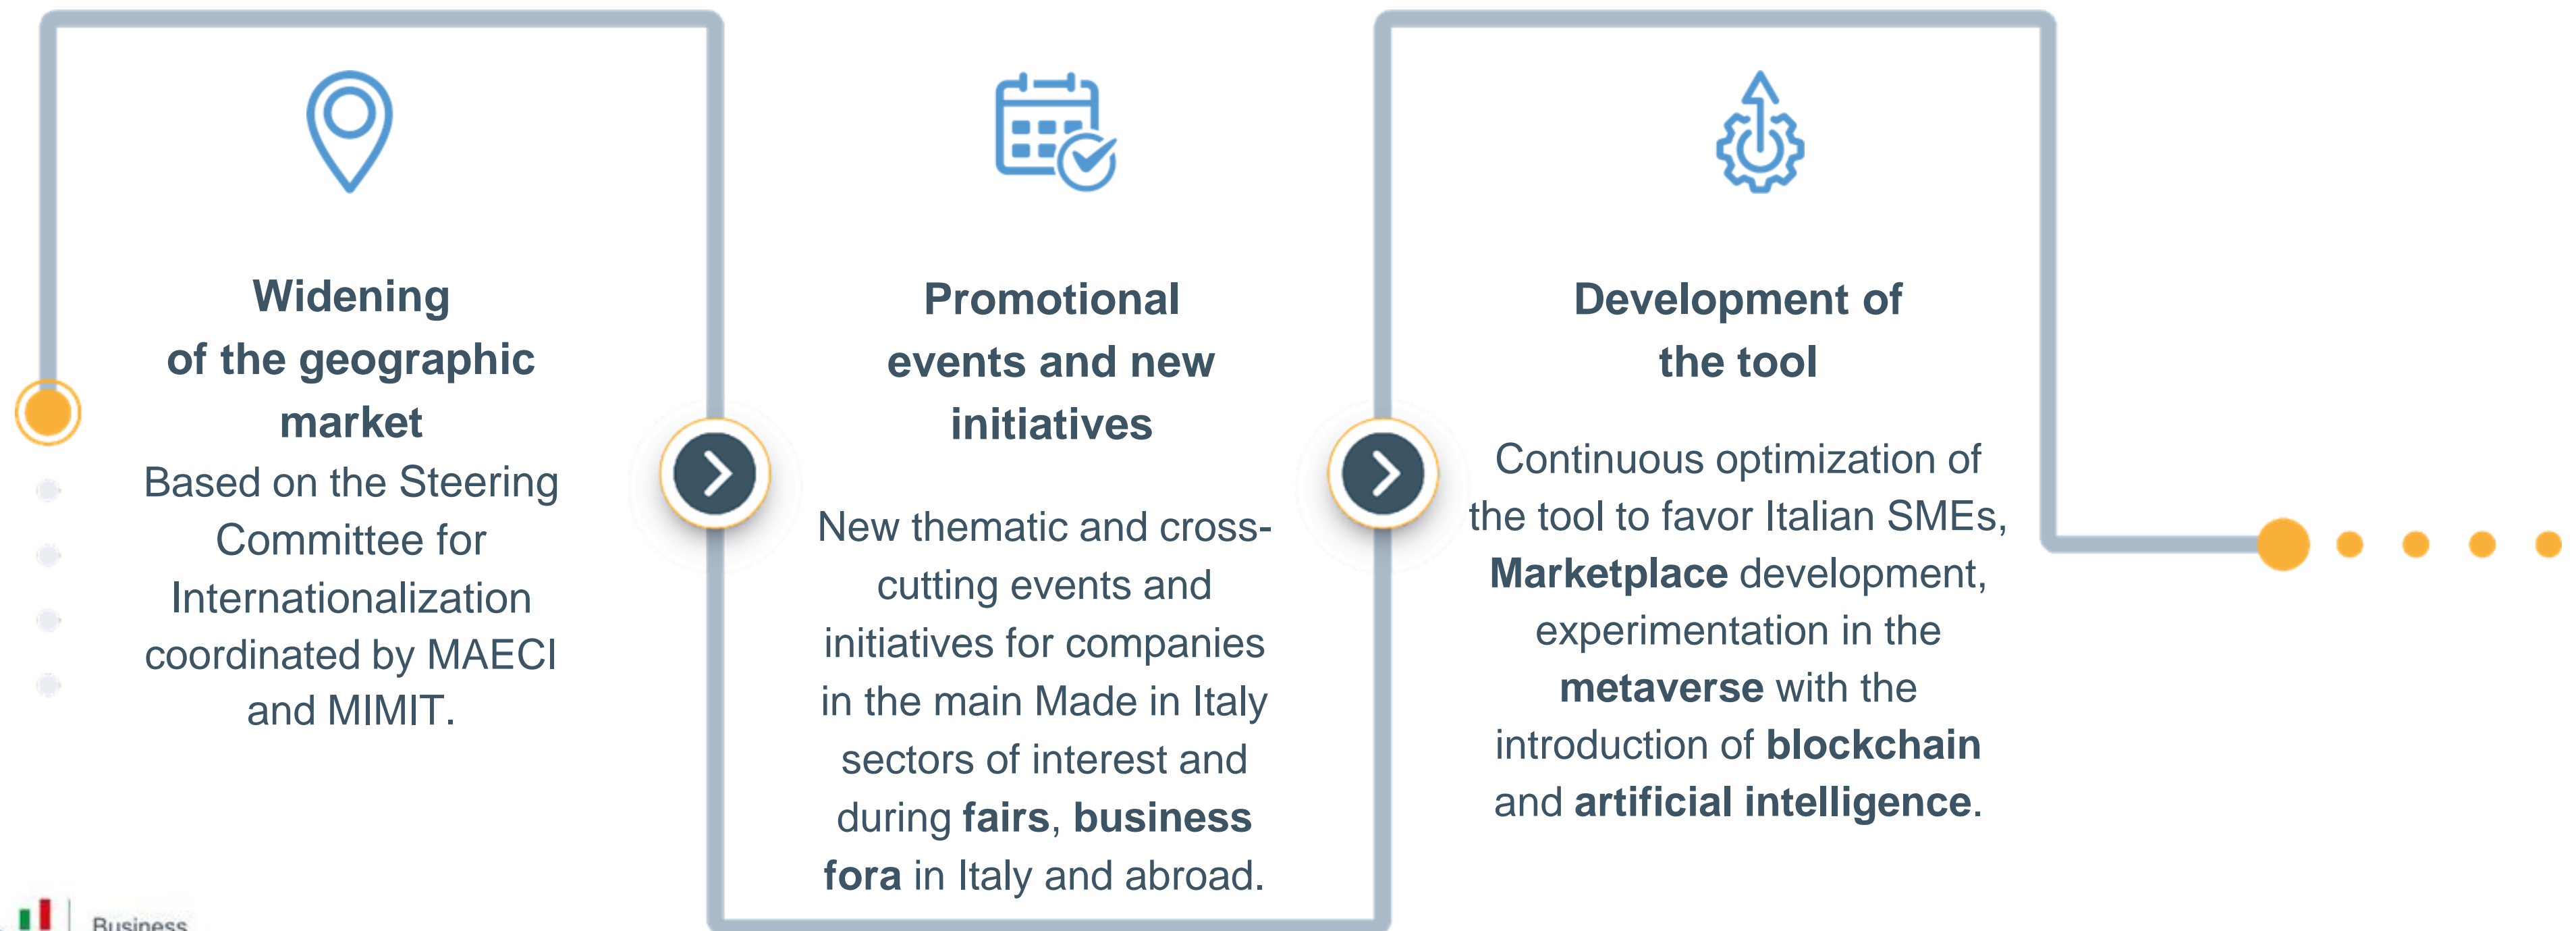 Widening
of the geographic
market
Based on the Steering
Committee for
Internationalization
coordinated by MAECI
and MIMIT.
Promotional
events and new
initiatives
New thematic and cross-
cutting events and
initiatives for companies
in the main Made in Italy
sectors of interest and
during fairs, business
fora in Italy and abroad.
Development of
the tool
Continuous optimization of
the tool to favor Italian SMEs,
Marketplace development,
experimentation in the
metaverse with the
introduction of blockchain
and artificial intelligence.
Business